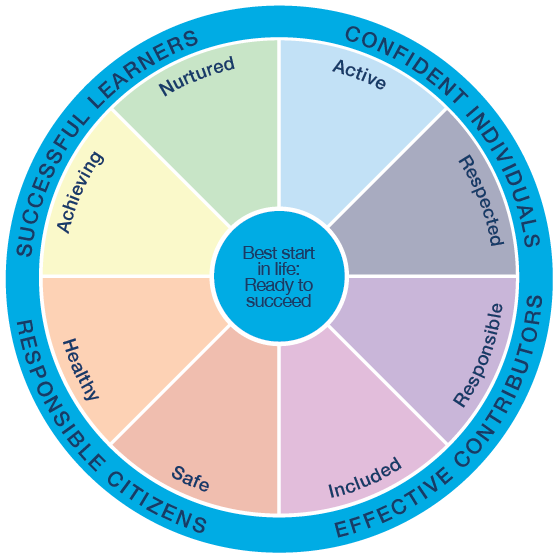 SUCCESSFUL LEARNERS
CONFIDENT INDIVIDUALS
Nurtured
Active
Achieving
Respected
Best start
in life:
Ready to
succeed
Healthy
Responsible
Safe
Included
RESPONSIBLE CITIZENS
EFFECTIVE CONTRIBUTORS